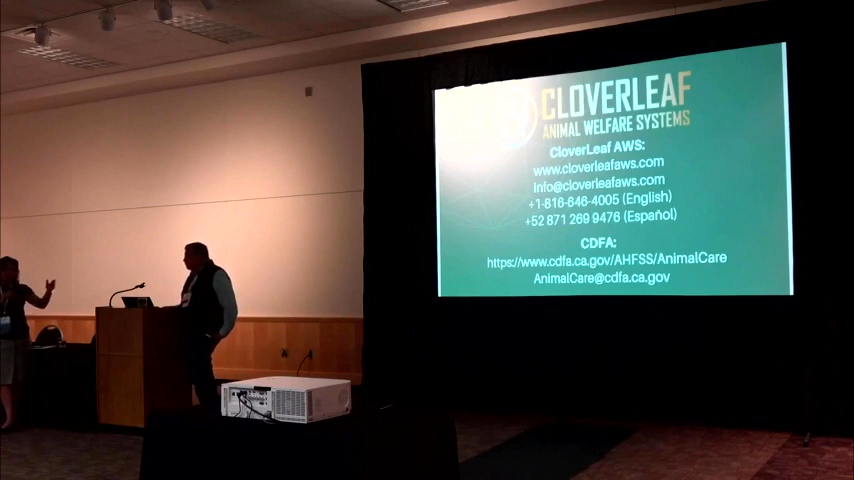 CLOVERLEAF
ANIMAL WELFARE SYSTEMS
CloverLeaf AWS:
www.cloverleafaws.com
info@cloverleafaws.com
+1-816-646-4005 (English)
+52 871 269 9476 (Español)
CDFA:
https://www.cdfa.ca.gov/AHFSS/AnimalCare
AnimalCare@cdfa.ca.gov